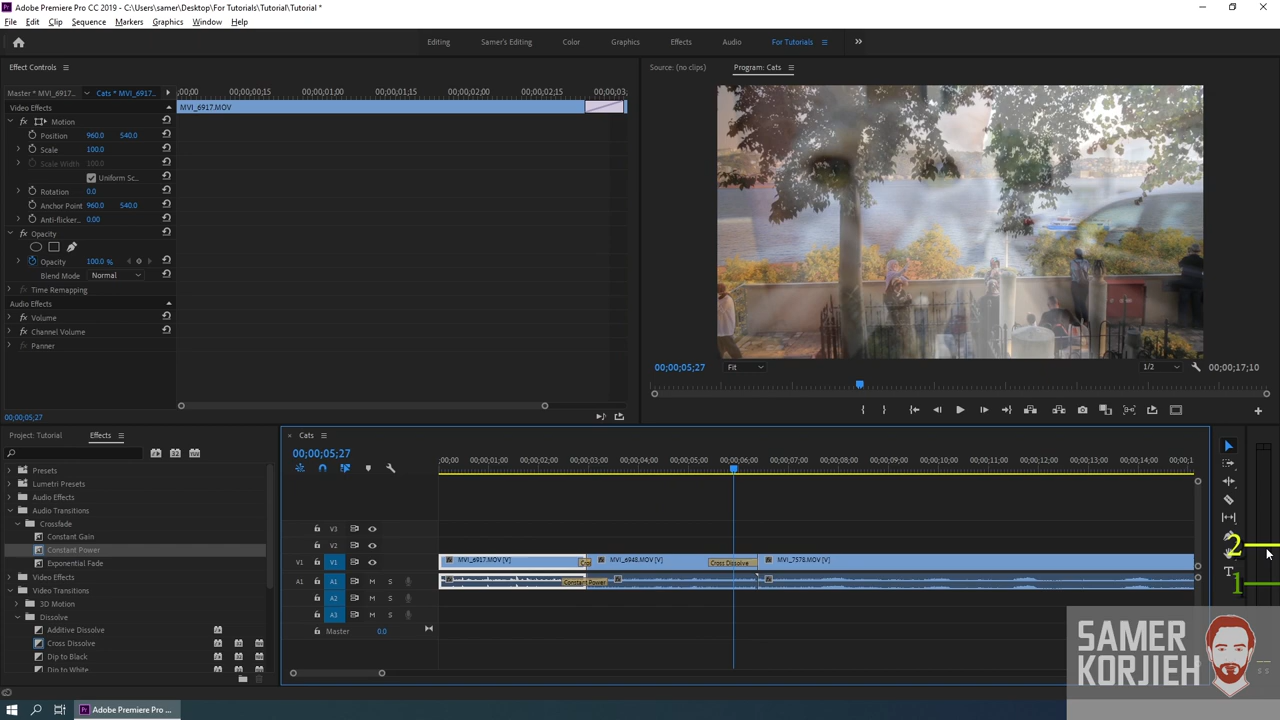 Adobe Premiere Pro CC 2019 - C:\Users\samer\Desktop\For Tutorials\Tutorial\Tutorial *
File Edit Clip Sequence Markers Graphics Window Help
Editing Samer's Editing Color Graphics Effects Audio For Tutorials
Effect Controls
Source: (no clips) Program: Cats
Master * MVI_6917... Cats * MVI_6917...
;00;00 00;00;00;15 00;00;01;00 00;00;01;15 00;00;02;00 00;00;02;15 00;00;03;
Video Effects
MVI_6917.MOV
fx Motion
Position 960.0 540.0
Scale 100.0
Scale Width 100.0
Uniform Sc...
Rotation 0.0
Anchor Point 960.0 540.0
Anti-flicker... 0.00
fx Opacity
Opacity 100.0 %
Blend Mode Normal
Time Remapping
Audio Effects
fx Volume
fx Channel Volume
Panner
00;00;05;27 Fit 1/2 00;00;17;10
00;00;05;27
Project: Tutorial Effects
Presets
Lumetri Presets
Audio Effects
Audio Transitions
Crossfade
Constant Gain
Constant Power
Exponential Fade
Video Effects
Video Transitions
3D Motion
Dissolve
Additive Dissolve
Cross Dissolve
Dip to Black
Dip to White
Cats
00;00;05;27
;00;00 00;00;01;00 00;00;02;00 00;00;03;00 00;00;04;00 00;00;05;00 00;00;06;00 00;00;07;00 00;00;08;00 00;00;09;00 00;00;10;00 00;00;11;00 00;00;12;00 00;00;13;00 00;00;14;00 00;00;1
V3
V2
V1 V1 MVI_6917.MOV [V] MVI_6948.MOV [V] Cross Dissolve MVI_7578.MOV [V]
A1 A1 M S Constant Power
A2 M S
A3 M S
Master 0.0
T
2
1
S S
SAMER
KORJIEH
Adobe Premiere Pro ...